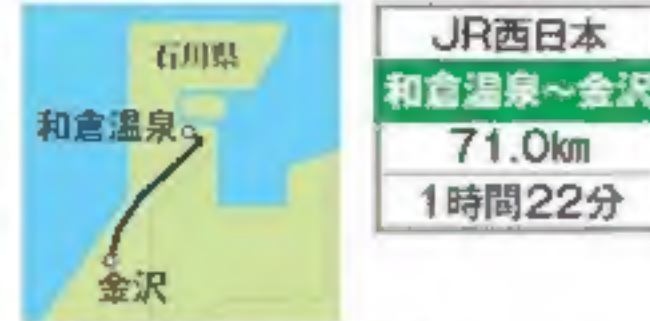 石川県
和倉温泉
金沢
JR西日本
和倉温泉～金沢
71.0km
1時間22分